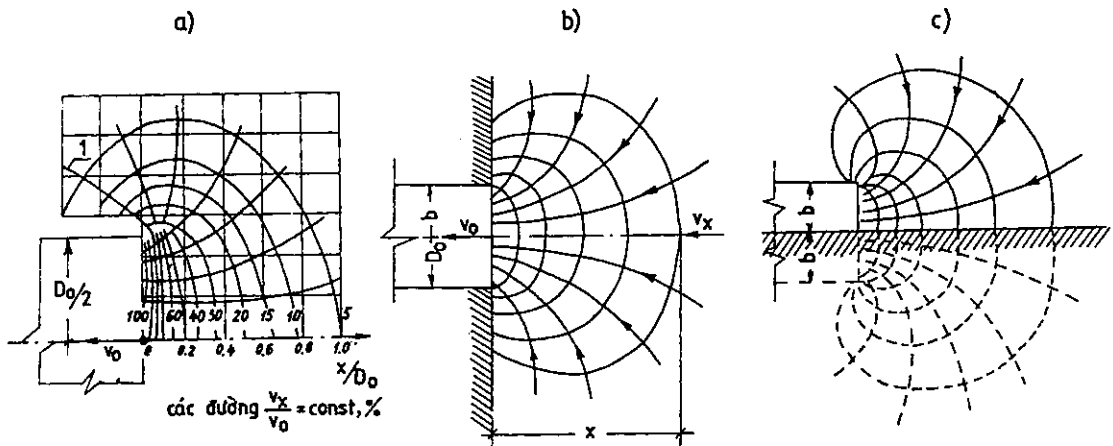 a)
b)
c)
1
D₀/2
v₀
100 60 40 30 20 15 10 5
0 0.2 0.4 0.6 0.8 1.0
x/D₀
các đường vₓ/v₀ = const, %
b
D₀
v₀
vₓ
x
b
b